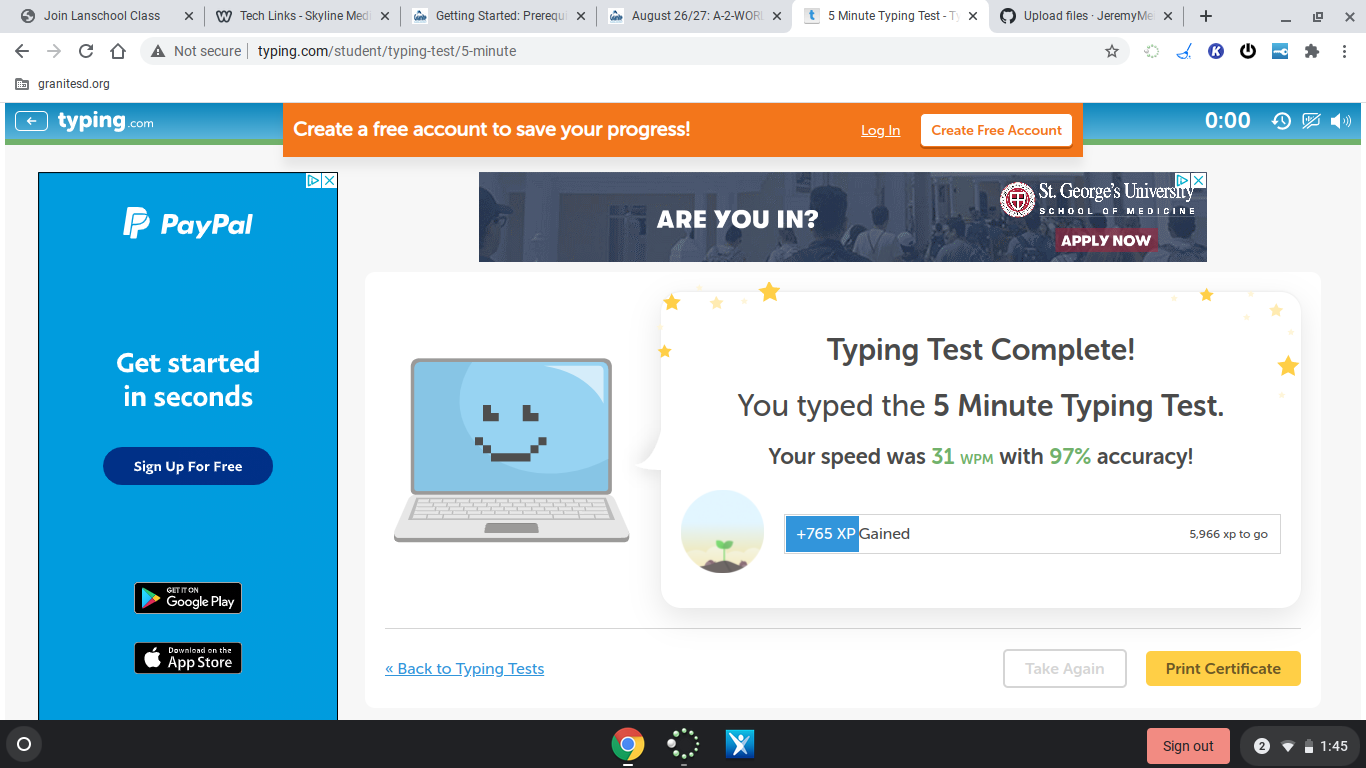 Join Lanschool Class
Tech Links - Skyline Medi
Getting Started: Prerequi
August 26/27: A-2-WORL
5 Minute Typing Test - Ty
Upload files · JeremyMe
Not secure
typing.com/student/typing-test/5-minute
granitesd.org
typing.com
Create a free account to save your progress!
Log In
Create Free Account
0:00
PayPal
Get started
in seconds
Sign Up For Free
GET IT ON
Google Play
Download on the
App Store
ARE YOU IN?
St. George's University
SCHOOL OF MEDICINE
APPLY NOW
Typing Test Complete!
You typed the 5 Minute Typing Test.
Your speed was 31 WPM with 97% accuracy!
+765 XP Gained
5,966 xp to go
« Back to Typing Tests
Take Again
Print Certificate
Sign out
2
1:45